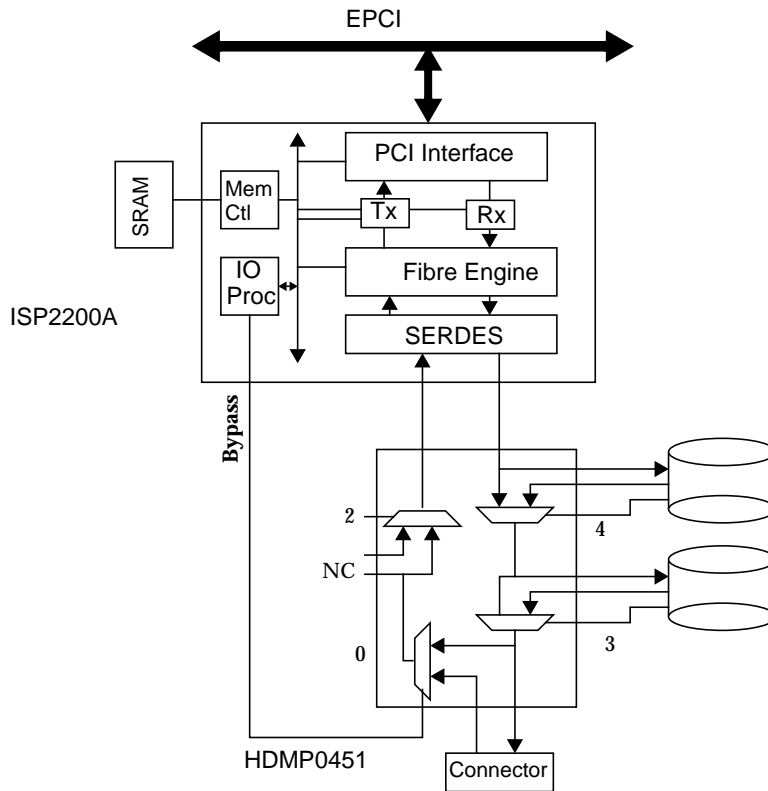 EPCI
PCI Interface
SRAM
Mem
Ctl
Tx
Rx
IO
Proc
Fibre Engine
ISP2200A
SERDES
Bypass
2
4
NC
0
3
HDMP0451
Connector